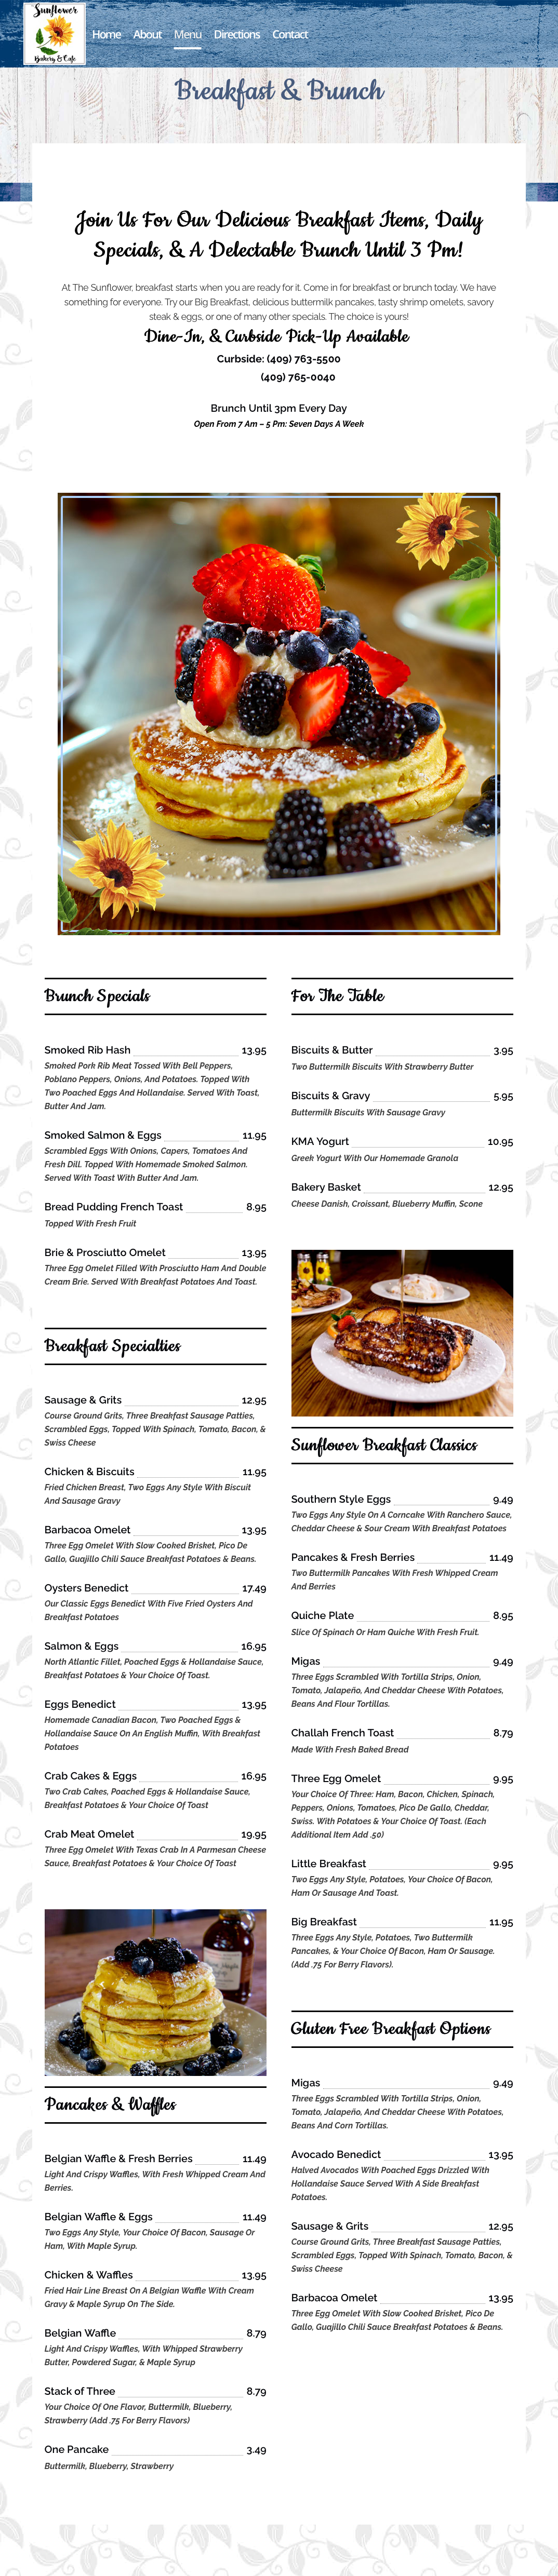 Sunflower
Bakery & Cafe
Home About Menu Directions Contact
Breakfast & Brunch
Join Us For Our Delicious Breakfast Items, Daily
Specials, & A Delectable Brunch Until 3 Pm!
At The Sunflower, breakfast starts when you are ready for it. Come in for breakfast or brunch today. We have
something for everyone. Try our Big Breakfast, delicious buttermilk pancakes, tasty shrimp omelets, savory
steak & eggs, or one of many other specials. The choice is yours!
Dine-In, & Curbside Pick-Up Available
Curbside: (409) 763-5500
(409) 765-0040
Brunch Until 3pm Every Day
Open From 7 Am – 5 Pm: Seven Days A Week
Brunch Specials
Smoked Rib Hash 13.95
Smoked Pork Rib Meat Tossed With Bell Peppers,
Poblano Peppers, Onions, And Potatoes. Topped With
Two Poached Eggs And Hollandaise. Served With Toast,
Butter And Jam.
Smoked Salmon & Eggs 11.95
Scrambled Eggs With Onions, Capers, Tomatoes And
Fresh Dill. Topped With Homemade Smoked Salmon.
Served With Toast With Butter And Jam.
Bread Pudding French Toast 8.95
Topped With Fresh Fruit
Brie & Prosciutto Omelet 13.95
Three Egg Omelet Filled With Prosciutto Ham And Double
Cream Brie. Served With Breakfast Potatoes And Toast.
Breakfast Specialties
Sausage & Grits 12.95
Course Ground Grits, Three Breakfast Sausage Patties,
Scrambled Eggs, Topped With Spinach, Tomato, Bacon, &
Swiss Cheese
Chicken & Biscuits 11.95
Fried Chicken Breast, Two Eggs Any Style With Biscuit
And Sausage Gravy
Barbacoa Omelet 13.95
Three Egg Omelet With Slow Cooked Brisket, Pico De
Gallo, Guajillo Chili Sauce Breakfast Potatoes & Beans.
Oysters Benedict 17.49
Our Classic Eggs Benedict With Five Fried Oysters And
Breakfast Potatoes
Salmon & Eggs 16.95
North Atlantic Fillet, Poached Eggs & Hollandaise Sauce,
Breakfast Potatoes & Your Choice Of Toast.
Eggs Benedict 13.95
Homemade Canadian Bacon, Two Poached Eggs &
Hollandaise Sauce On An English Muffin, With Breakfast
Potatoes
Crab Cakes & Eggs 16.95
Two Crab Cakes, Poached Eggs & Hollandaise Sauce,
Breakfast Potatoes & Your Choice Of Toast
Crab Meat Omelet 19.95
Three Egg Omelet With Texas Crab In A Parmesan Cheese
Sauce, Breakfast Potatoes & Your Choice Of Toast
Pancakes & Waffles
Belgian Waffle & Fresh Berries 11.49
Light And Crispy Waffles, With Fresh Whipped Cream And
Berries.
Belgian Waffle & Eggs 11.49
Two Eggs Any Style, Your Choice Of Bacon, Sausage Or
Ham, With Maple Syrup.
Chicken & Waffles 13.95
Fried Hair Line Breast On A Belgian Waffle With Cream
Gravy & Maple Syrup On The Side.
Belgian Waffle 8.79
Light And Crispy Waffles, With Whipped Strawberry
Butter, Powdered Sugar, & Maple Syrup
Stack of Three 8.79
Your Choice Of One Flavor, Buttermilk, Blueberry,
Strawberry (Add .75 For Berry Flavors)
One Pancake 3.49
Buttermilk, Blueberry, Strawberry
For The Table
Biscuits & Butter 3.95
Two Buttermilk Biscuits With Strawberry Butter
Biscuits & Gravy 5.95
Buttermilk Biscuits With Sausage Gravy
KMA Yogurt 10.95
Greek Yogurt With Our Homemade Granola
Bakery Basket 12.95
Cheese Danish, Croissant, Blueberry Muffin, Scone
Sunflower Breakfast Classics
Southern Style Eggs 9.49
Two Eggs Any Style On A Corncake With Ranchero Sauce,
Cheddar Cheese & Sour Cream With Breakfast Potatoes
Pancakes & Fresh Berries 11.49
Two Buttermilk Pancakes With Fresh Whipped Cream
And Berries
Quiche Plate 8.95
Slice Of Spinach Or Ham Quiche With Fresh Fruit.
Migas 9.49
Three Eggs Scrambled With Tortilla Strips, Onion,
Tomato, Jalapeño, And Cheddar Cheese With Potatoes,
Beans And Flour Tortillas.
Challah French Toast 8.79
Made With Fresh Baked Bread
Three Egg Omelet 9.95
Your Choice Of Three: Ham, Bacon, Chicken, Spinach,
Peppers, Onions, Tomatoes, Pico De Gallo, Cheddar,
Swiss. With Potatoes & Your Choice Of Toast. (Each
Additional Item Add .50)
Little Breakfast 9.95
Two Eggs Any Style, Potatoes, Your Choice Of Bacon,
Ham Or Sausage And Toast.
Big Breakfast 11.95
Three Eggs Any Style, Potatoes, Two Buttermilk
Pancakes, & Your Choice Of Bacon, Ham Or Sausage.
(Add .75 For Berry Flavors).
Gluten Free Breakfast Options
Migas 9.49
Three Eggs Scrambled With Tortilla Strips, Onion,
Tomato, Jalapeño, And Cheddar Cheese With Potatoes,
Beans And Corn Tortillas.
Avocado Benedict 13.95
Halved Avocados With Poached Eggs Drizzled With
Hollandaise Sauce Served With A Side Breakfast
Potatoes.
Sausage & Grits 12.95
Course Ground Grits, Three Breakfast Sausage Patties,
Scrambled Eggs, Topped With Spinach, Tomato, Bacon, &
Swiss Cheese
Barbacoa Omelet 13.95
Three Egg Omelet With Slow Cooked Brisket, Pico De
Gallo, Guajillo Chili Sauce Breakfast Potatoes & Beans.